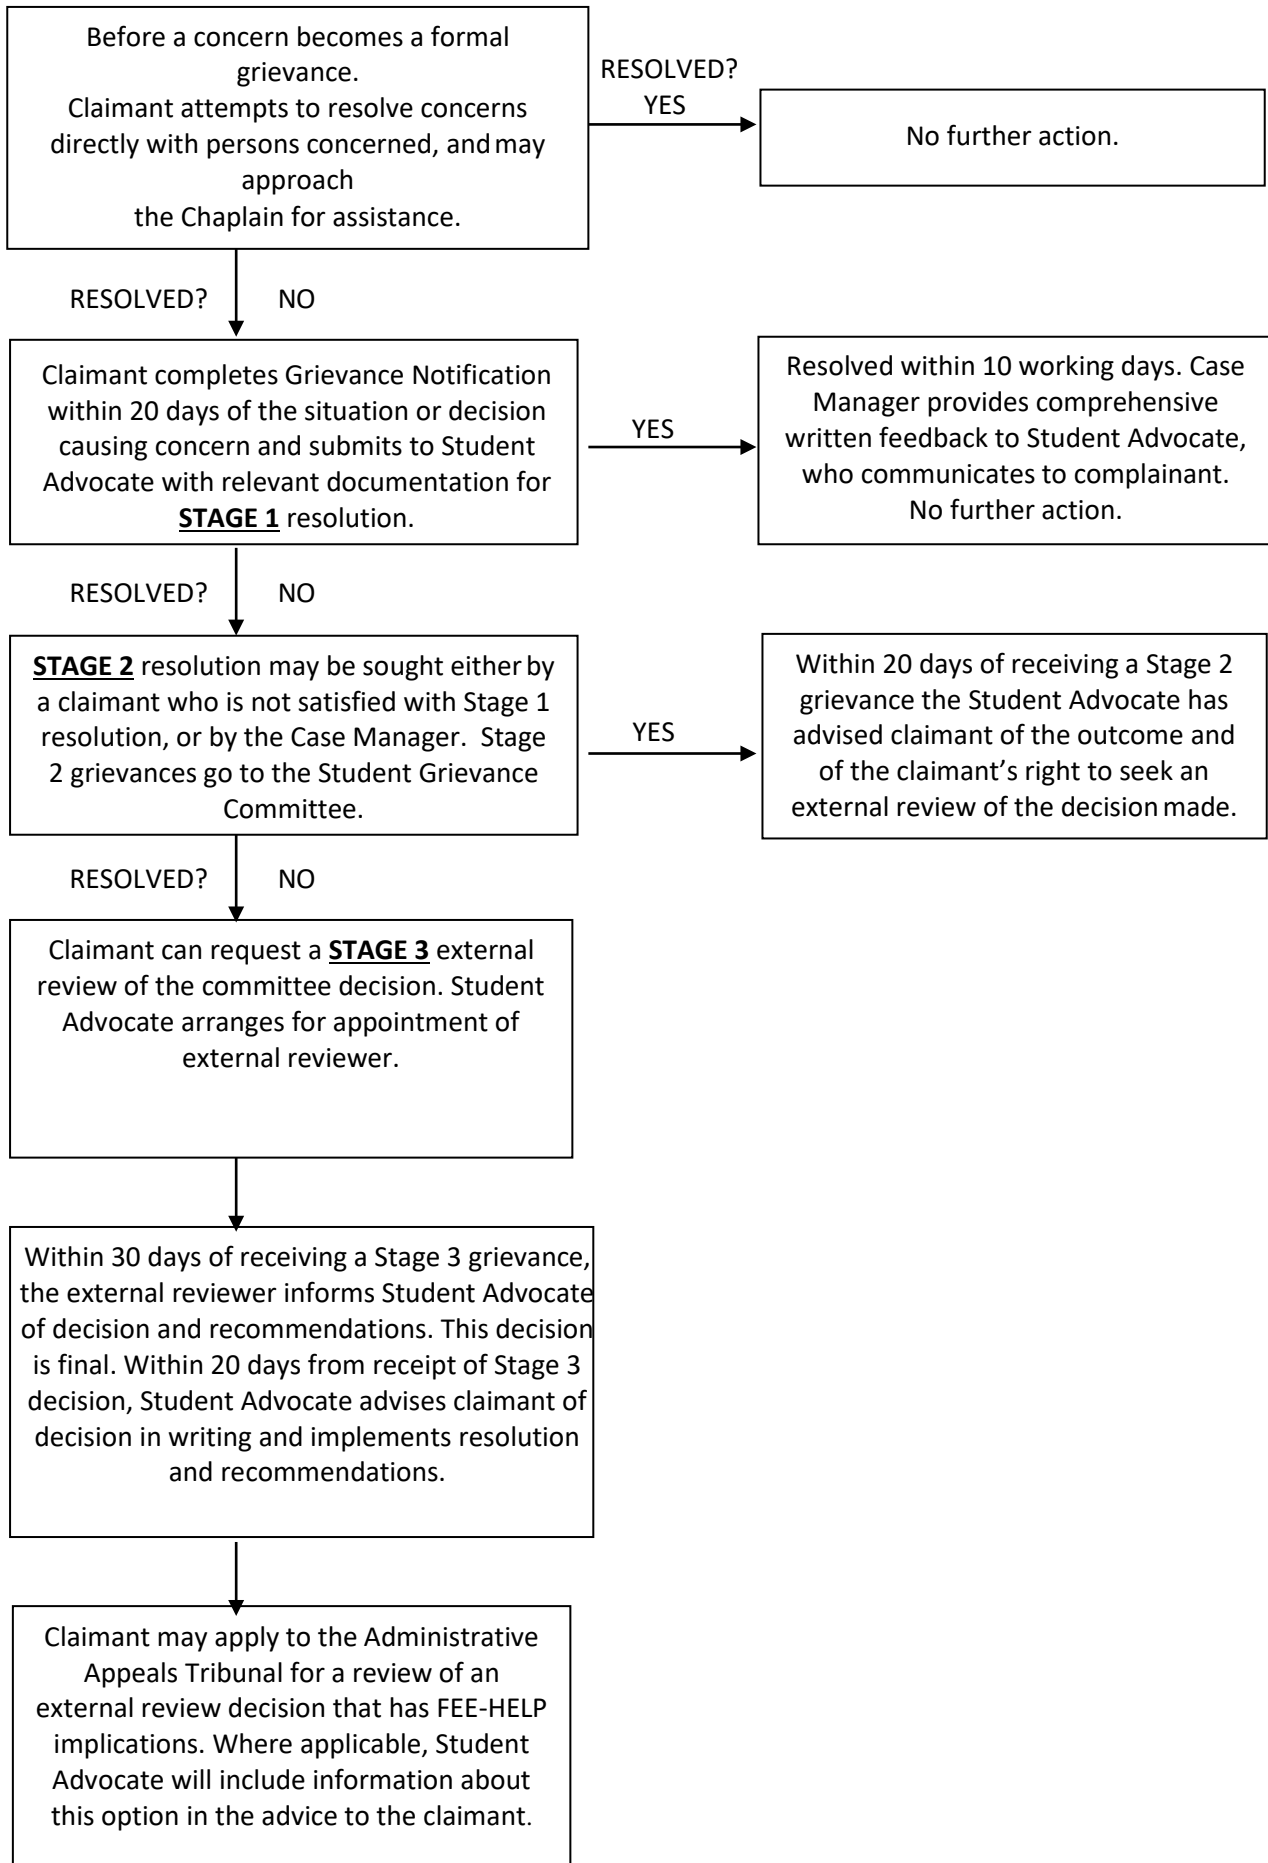 Before a concern becomes a formal
grievance.
Claimant attempts to resolve concerns
directly with persons concerned, and may
approach
the Chaplain for assistance.
RESOLVED?
YES
No further action.
RESOLVED? NO
Claimant completes Grievance Notification
within 20 days of the situation or decision
causing concern and submits to Student
Advocate with relevant documentation for
STAGE 1 resolution.
YES
Resolved within 10 working days. Case
Manager provides comprehensive
written feedback to Student Advocate,
who communicates to complainant.
No further action.
RESOLVED? NO
STAGE 2 resolution may be sought either by
a claimant who is not satisfied with Stage 1
resolution, or by the Case Manager. Stage
2 grievances go to the Student Grievance
Committee.
YES
Within 20 days of receiving a Stage 2
grievance the Student Advocate has
advised claimant of the outcome and
of the claimant’s right to seek an
external review of the decision made.
RESOLVED? NO
Claimant can request a STAGE 3 external
review of the committee decision. Student
Advocate arranges for appointment of
external reviewer.
Within 30 days of receiving a Stage 3 grievance,
the external reviewer informs Student Advocate
of decision and recommendations. This decision
is final. Within 20 days from receipt of Stage 3
decision, Student Advocate advises claimant of
decision in writing and implements resolution
and recommendations.
Claimant may apply to the Administrative
Appeals Tribunal for a review of an
external review decision that has FEE-HELP
implications. Where applicable, Student
Advocate will include information about
this option in the advice to the claimant.